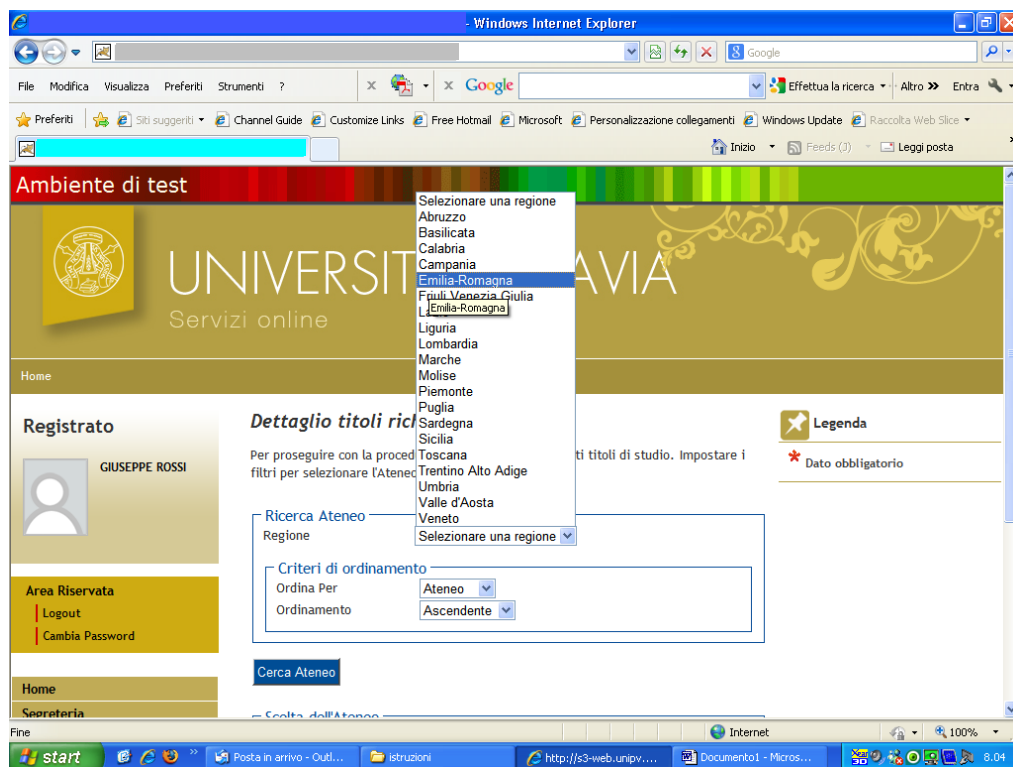 - Windows Internet Explorer
Google
File Modifica Visualizza Preferiti Strumenti ?
x x Google Effettua la ricerca Altro Entra
Preferiti Siti suggeriti Channel Guide Customize Links Free Hotmail Microsoft Personalizzazione collegamenti Windows Update Raccolta Web Slice
Inizio Feeds (J) Leggi posta
Ambiente di test
UNIVERSIT AVIA
Servizi online
Home
Selezionare una regione
Abruzzo
Basilicata
Calabria
Campania
Emilia-Romagna
Friuli Venezia Giulia
Emilia-Romagna
Liguria
Lombardia
Marche
Molise
Piemonte
Puglia
Sardegna
Sicilia
Toscana
Trentino Alto Adige
Umbria
Valle d'Aosta
Veneto
Registrato
GIUSEPPE ROSSI
Area Riservata
Logout
Cambia Password
Home
Segreteria
Dettaglio titoli
Per proseguire con la ti titoli di studio. Impostare i
filtri per selezionare
Ricerca Ateneo
Regione Selezionare una regione
Criteri di ordinamento
Ordina Per Ateneo
Ordinamento Ascendente
Cerca Ateneo
Scelta dell'Ateneo
Legenda
* Dato obbligatorio
Fine Internet 100%
start Posta in arrivo - Outl... istruzioni http://s3-web.unipv.... Documento1 - Micros... 8.04